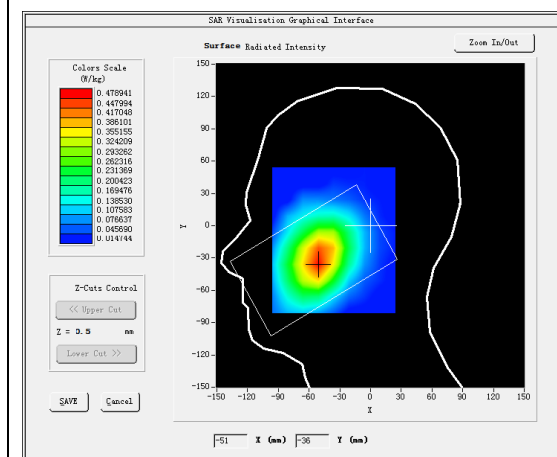 SAR Visualisation Graphical Interface
Surface Radiated Intensity
Zoom In/Out
Colors Scale
(W/kg)
0.478941
0.447994
0.417048
0.386101
0.355155
0.324209
0.293262
0.262316
0.231369
0.200423
0.169476
0.138530
0.107583
0.076637
0.045690
0.014744
Z-Cuts Control
<< Upper Cut
Z = 0.5 mm
Lower Cut >>
SAVE
Cancel
150
120
90
60
30
0
-30
-60
-90
-120
-150
Y
-150 -120 -90 -60 -30 0 30 60 90 120 150
X
-51 X (mm) -36 Y (mm)